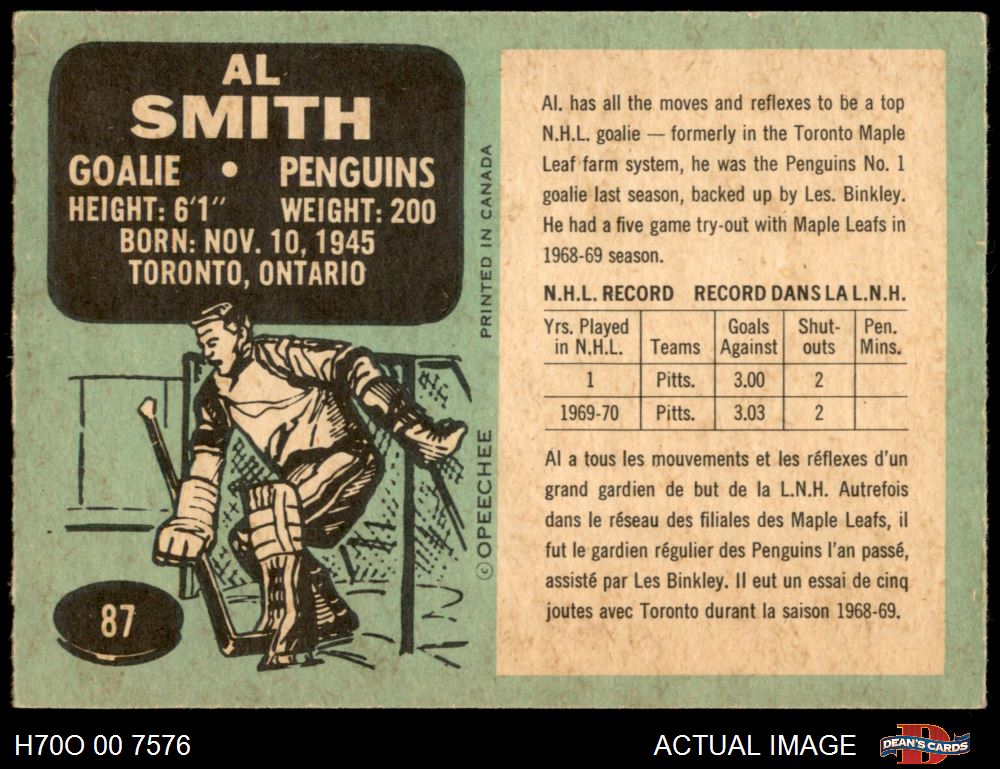 AL
SMITH
GOALIE • PENGUINS
HEIGHT: 6'1" WEIGHT: 200
BORN: NOV. 10, 1945
TORONTO, ONTARIO
87
© OPEECHEE PRINTED IN CANADA
Al. has all the moves and reflexes to be a top
N.H.L. goalie — formerly in the Toronto Maple
Leaf farm system, he was the Penguins No. 1
goalie last season, backed up by Les. Binkley.
He had a five game try-out with Maple Leafs in
1968-69 season.
N.H.L. RECORD RECORD DANS LA L.N.H.
Yrs. Played Goals Shut- Pen.
in N.H.L. Teams Against outs Mins.
1 Pitts. 3.00 2
1969-70 Pitts. 3.03 2
Al a tous les mouvements et les réflexes d'un
grand gardien de but de la L.N.H. Autrefois
dans le réseau des filiales des Maple Leafs, il
fut le gardien régulier des Penguins l'an passé,
assisté par Les Binkley. Il eut un essai de cinq
joutes avec Toronto durant la saison 1968-69.
H70O 00 7576
ACTUAL IMAGE
DEAN'S CARDS